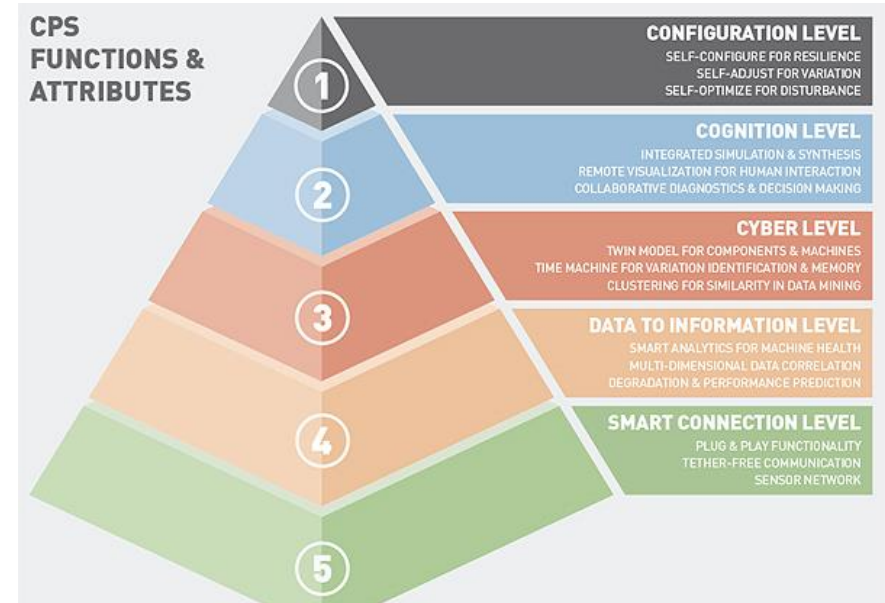 CPS
FUNCTIONS &
ATTRIBUTES
1
CONFIGURATION LEVEL
SELF-CONFIGURE FOR RESILIENCE
SELF-ADJUST FOR VARIATION
SELF-OPTIMIZE FOR DISTURBANCE
2
COGNITION LEVEL
INTEGRATED SIMULATION & SYNTHESIS
REMOTE VISUALIZATION FOR HUMAN INTERACTION
COLLABORATIVE DIAGNOSTICS & DECISION MAKING
3
CYBER LEVEL
TWIN MODEL FOR COMPONENTS & MACHINES
TIME MACHINE FOR VARIATION IDENTIFICATION & MEMORY
CLUSTERING FOR SIMILARITY IN DATA MINING
4
DATA TO INFORMATION LEVEL
SMART ANALYTICS FOR MACHINE HEALTH
MULTI-DIMENSIONAL DATA CORRELATION
DEGRADATION & PERFORMANCE PREDICTION
5
SMART CONNECTION LEVEL
PLUG & PLAY FUNCTIONALITY
TETHER-FREE COMMUNICATION
SENSOR NETWORK